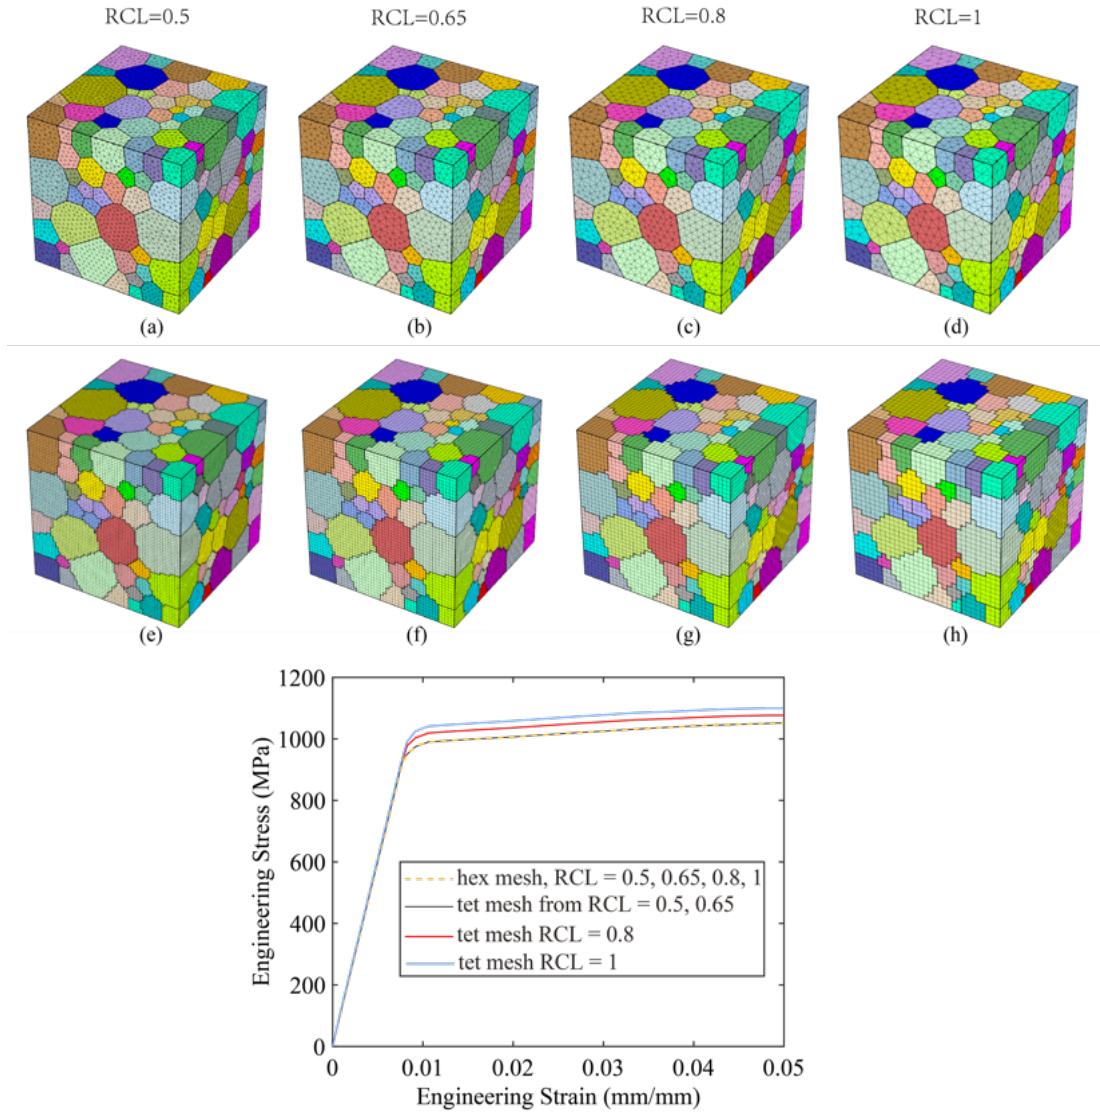 RCL=0.5 RCL=0.65 RCL=0.8 RCL=1
(a) (b) (c) (d)
(e) (f) (g) (h)
1200
1000
800
600
400
200
0
Engineering Stress (MPa)
hex mesh, RCL = 0.5, 0.65, 0.8, 1
tet mesh from RCL = 0.5, 0.65
tet mesh RCL = 0.8
tet mesh RCL = 1
0 0.01 0.02 0.03 0.04 0.05
Engineering Strain (mm/mm)